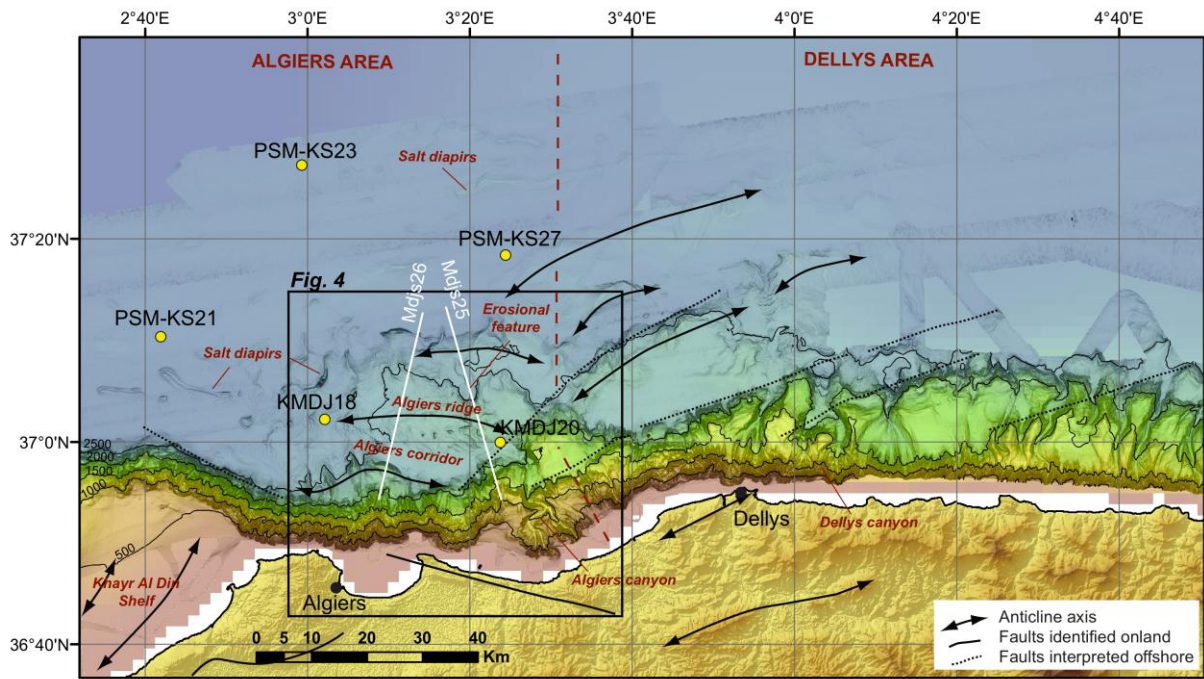 2°40'E
3°0'E
3°20'E
3°40'E
4°0'E
4°20'E
4°40'E
ALGIERS AREA
DELLYS AREA
PSM-KS23
Salt diapirs
37°20'N
PSM-KS27
Fig. 4
Mdjs26
Mdjs25
Erosional
feature
PSM-KS21
Salt diapirs
KMDJ18
Algiers ridge
KMDJ20
37°0'N
Algiers corridor
2500
2000
1500
1000
500
Dellys
Dellys canyon
Khayr Al Din
Shelf
Algiers
Algiers canyon
36°40'N
0 5 10 20 30 40
Km
Anticline axis
Faults identified onland
Faults interpreted offshore